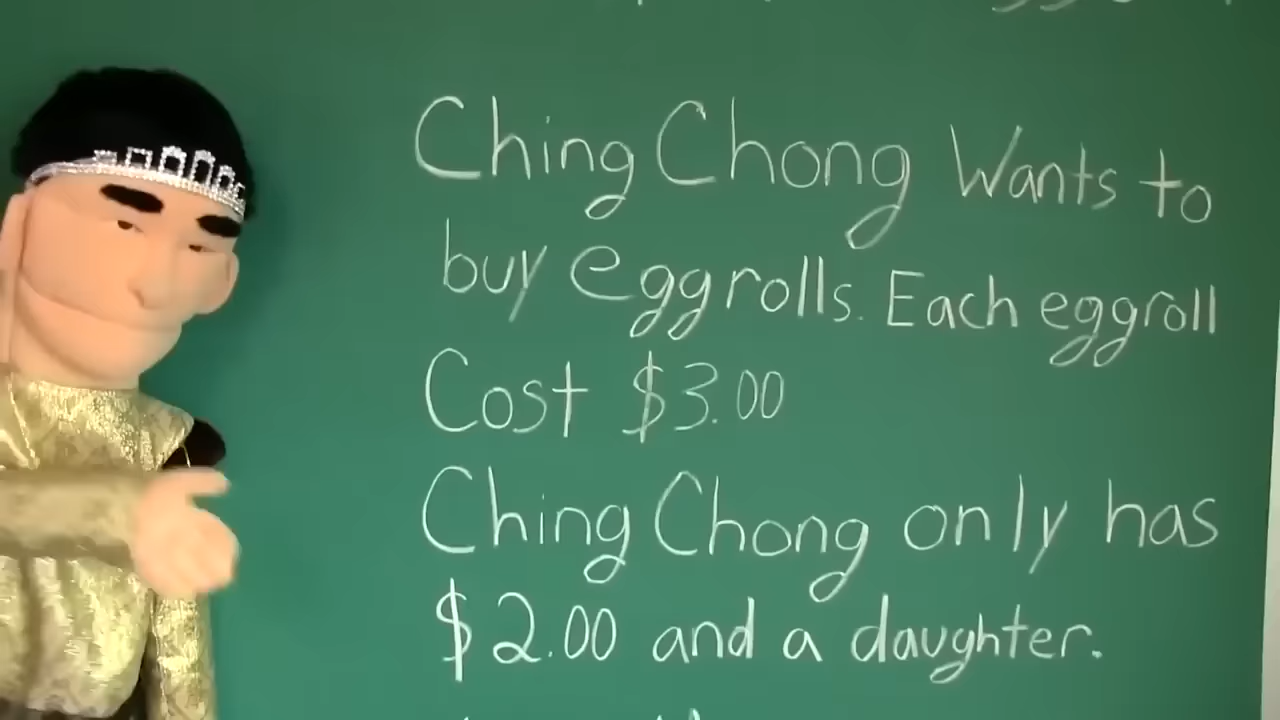 Ching Chong Wants to
buy eggrolls. Each eggroll
Cost $3.00
Ching Chong only has
$2.00 and a daughter.